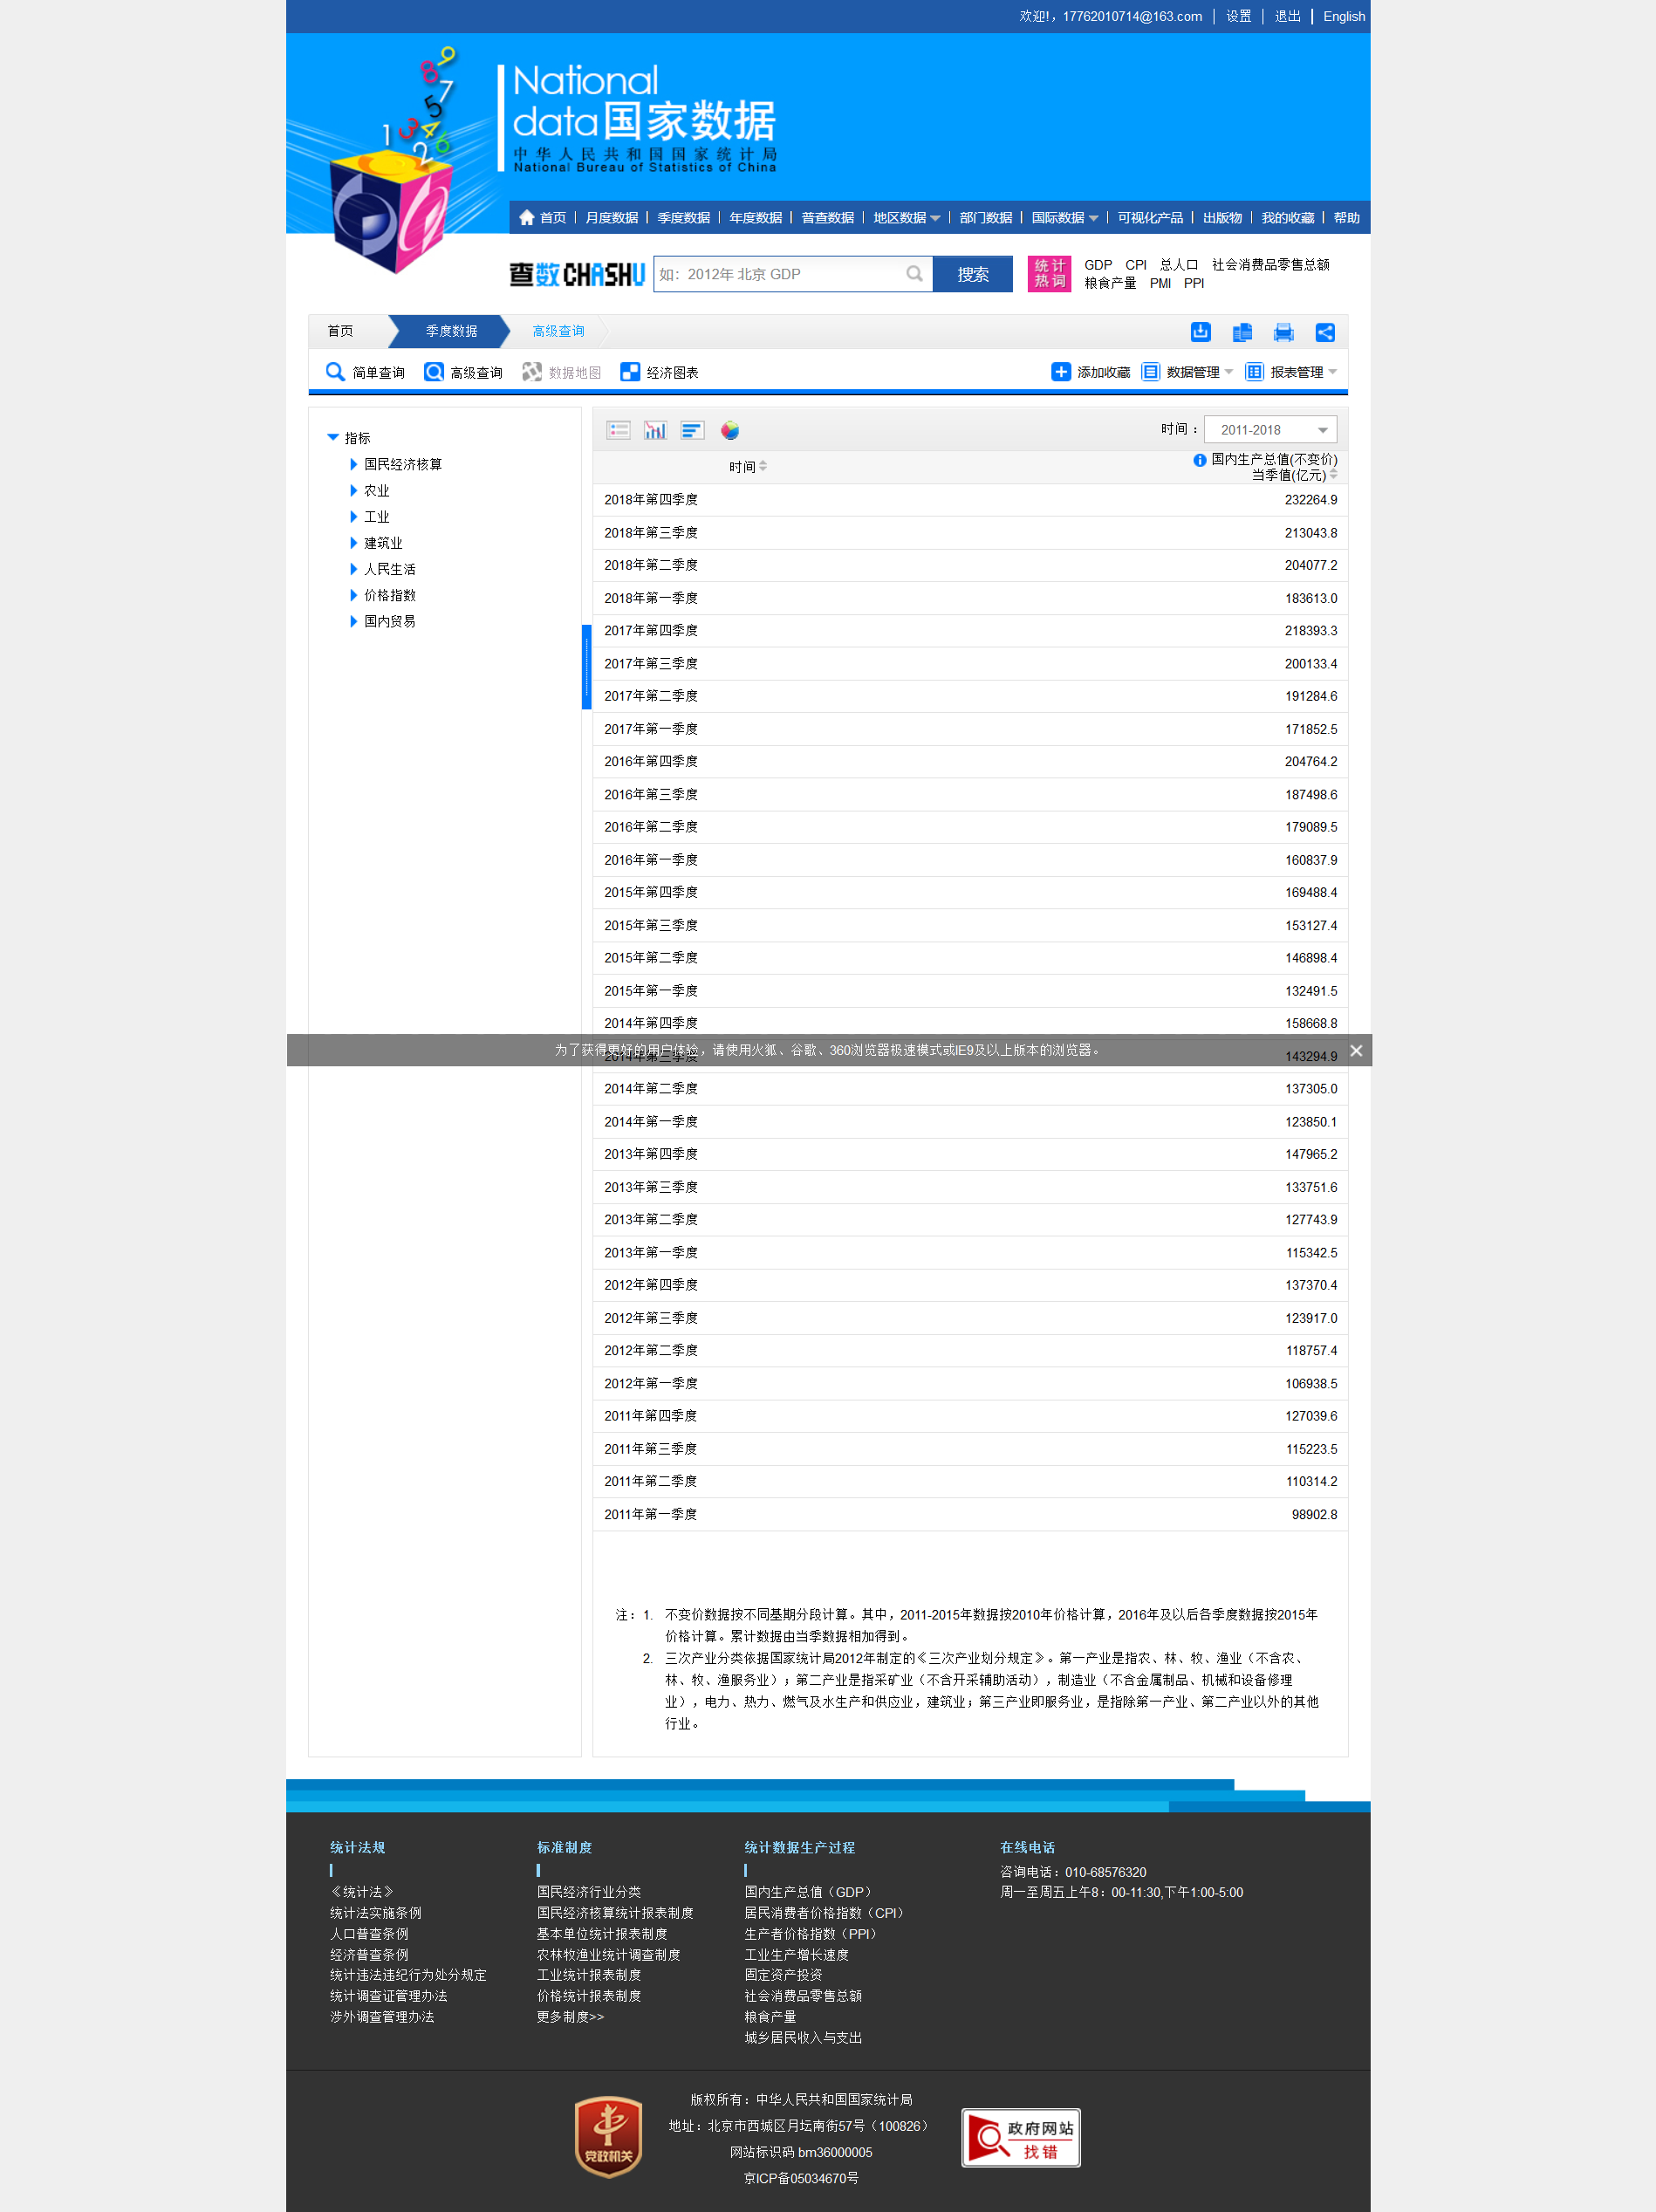 欢迎!，17762010714@163.com | 设置 | 退出 | English
National
data国家数据
中华人民共和国国家统计局
National Bureau of Statistics of China
首页 | 月度数据 | 季度数据 | 年度数据 | 普查数据 | 地区数据 | 部门数据 | 国际数据 | 可视化产品 | 出版物 | 我的收藏 | 帮助
查数CHASHU 如：2012年 北京 GDP 搜索 统计热词 GDP CPI 总人口 社会消费品零售总额
粮食产量 PMI PPI
首页 季度数据 高级查询
简单查询 高级查询 数据地图 经济图表 添加收藏 数据管理 报表管理
指标
国民经济核算
农业
工业
建筑业
人民生活
价格指数
国内贸易
时间： 2011-2018
时间 国内生产总值(不变价)
当季值(亿元)
2018年第四季度 232264.9
2018年第三季度 213043.8
2018年第二季度 204077.2
2018年第一季度 183613.0
2017年第四季度 218393.3
2017年第三季度 200133.4
2017年第二季度 191284.6
2017年第一季度 171852.5
2016年第四季度 204764.2
2016年第三季度 187498.6
2016年第二季度 179089.5
2016年第一季度 160837.9
2015年第四季度 169488.4
2015年第三季度 153127.4
2015年第二季度 146898.4
2015年第一季度 132491.5
2014年第四季度 158668.8
为了获得更好的用户体验，请使用火狐、谷歌、360浏览器极速模式或IE9及以上版本的浏览器。
2014年第三季度 143294.9
2014年第二季度 137305.0
2014年第一季度 123850.1
2013年第四季度 147965.2
2013年第三季度 133751.6
2013年第二季度 127743.9
2013年第一季度 115342.5
2012年第四季度 137370.4
2012年第三季度 123917.0
2012年第二季度 118757.4
2012年第一季度 106938.5
2011年第四季度 127039.6
2011年第三季度 115223.5
2011年第二季度 110314.2
2011年第一季度 98902.8
注：1. 不变价数据按不同基期分段计算。其中，2011-2015年数据按2010年价格计算，2016年及以后各季度数据按2015年
价格计算。累计数据由当季数据相加得到。
2. 三次产业分类依据国家统计局2012年制定的《三次产业划分规定》。第一产业是指农、林、牧、渔业（不含农、
林、牧、渔服务业）；第二产业是指采矿业（不含开采辅助活动），制造业（不含金属制品、机械和设备修理
业），电力、热力、燃气及水生产和供应业，建筑业；第三产业即服务业，是指除第一产业、第二产业以外的其他
行业。
统计法规
《统计法》
统计法实施条例
人口普查条例
经济普查条例
统计违法违纪行为处分规定
统计调查证管理办法
涉外调查管理办法
标准制度
国民经济行业分类
国民经济核算统计报表制度
基本单位统计报表制度
农林牧渔业统计调查制度
工业统计报表制度
价格统计报表制度
更多制度>>
统计数据生产过程
国内生产总值（GDP）
居民消费者价格指数（CPI）
生产者价格指数（PPI）
工业生产增长速度
固定资产投资
社会消费品零售总额
粮食产量
城乡居民收入与支出
在线电话
咨询电话：010-68576320
周一至周五上午8：00-11:30,下午1:00-5:00
党政机关
版权所有：中华人民共和国国家统计局
地址：北京市西城区月坛南街57号（100826）
网站标识码 bm36000005
京ICP备05034670号
政府网站
找错